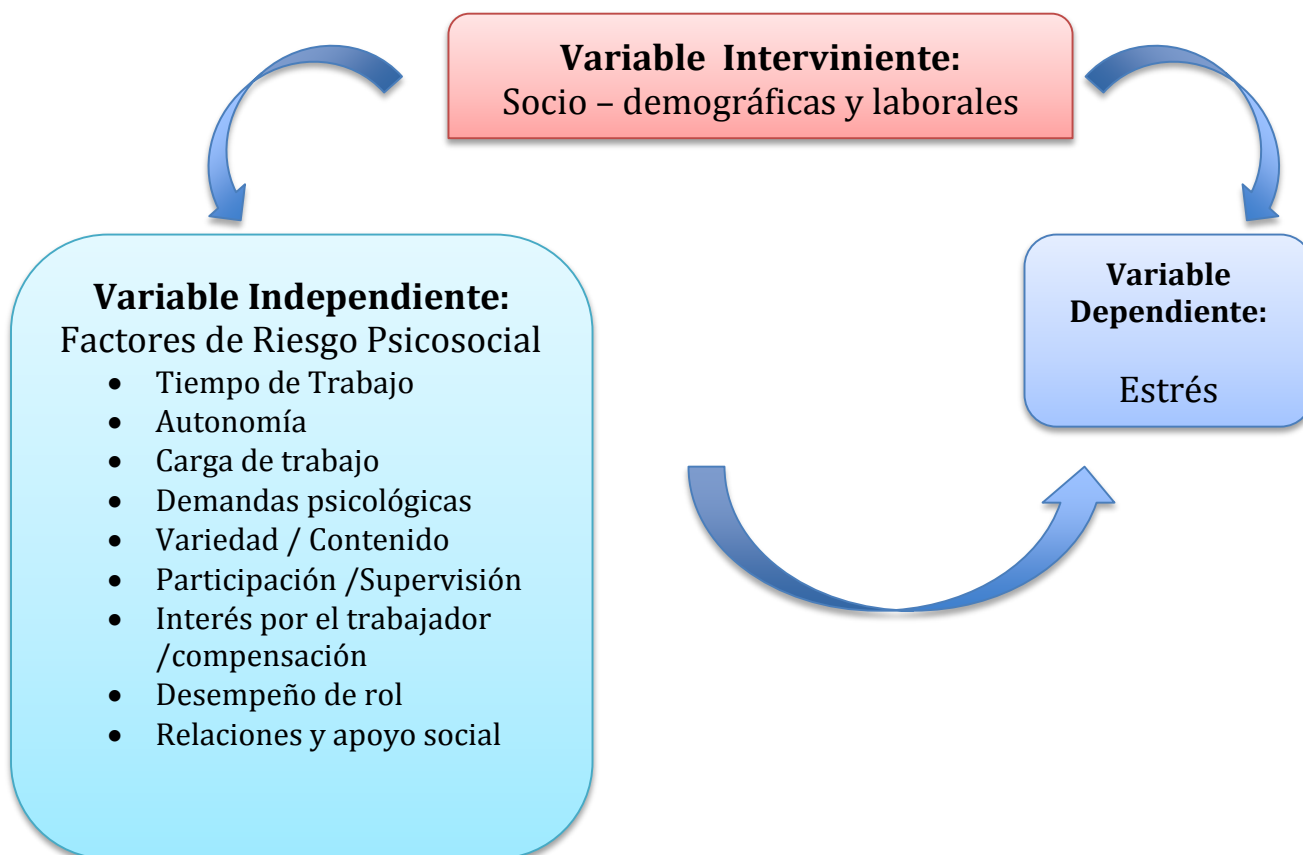 Variable Interviniente:
Socio – demográficas y laborales
Variable Independiente:
Factores de Riesgo Psicosocial
• Tiempo de Trabajo
• Autonomía
• Carga de trabajo
• Demandas psicológicas
• Variedad / Contenido
• Participación /Supervisión
• Interés por el trabajador
/compensación
• Desempeño de rol
• Relaciones y apoyo social
Variable
Dependiente:
Estrés